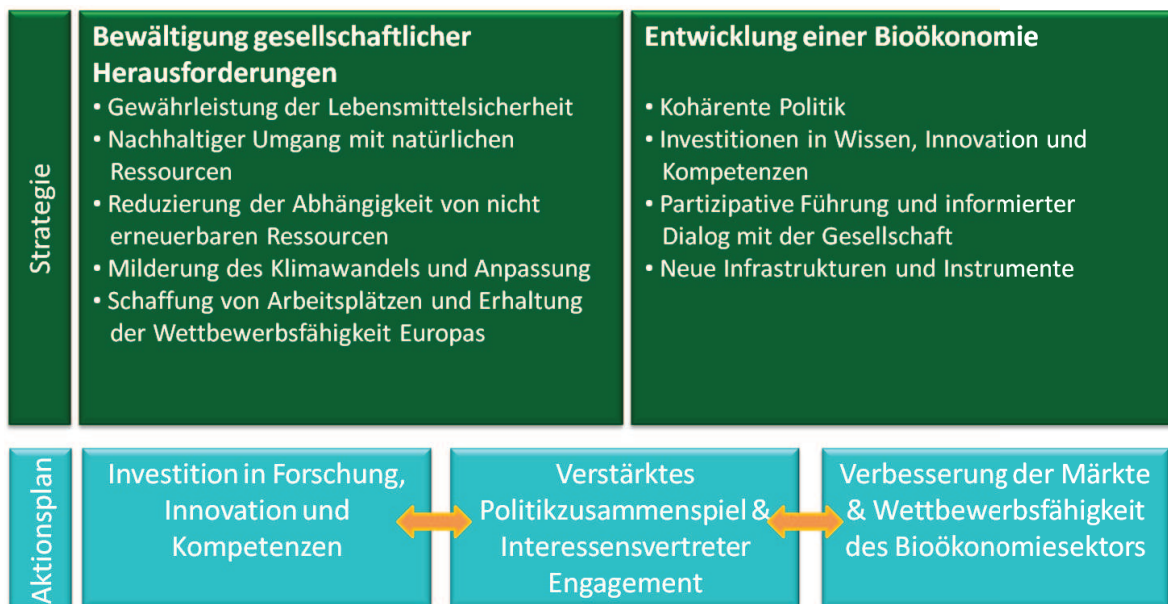 Strategie
Bewältigung gesellschaftlicher
Herausforderungen
• Gewährleistung der Lebensmittelsicherheit
• Nachhaltiger Umgang mit natürlichen
Ressourcen
• Reduzierung der Abhängigkeit von nicht
erneuerbaren Ressourcen
• Milderung des Klimawandels und Anpassung
• Schaffung von Arbeitsplätzen und Erhaltung
der Wettbewerbsfähigkeit Europas
Entwicklung einer Bioökonomie
• Kohärente Politik
• Investitionen in Wissen, Innovation und
Kompetenzen
• Partizipative Führung und informierter
Dialog mit der Gesellschaft
• Neue Infrastrukturen und Instrumente
Aktionsplan
Investition in Forschung,
Innovation und
Kompetenzen
Verstärktes
Politikzusammenspiel &
Interessensvertreter
Engagement
Verbesserung der Märkte
& Wettbewerbsfähigkeit
des Bioökonomiesektors